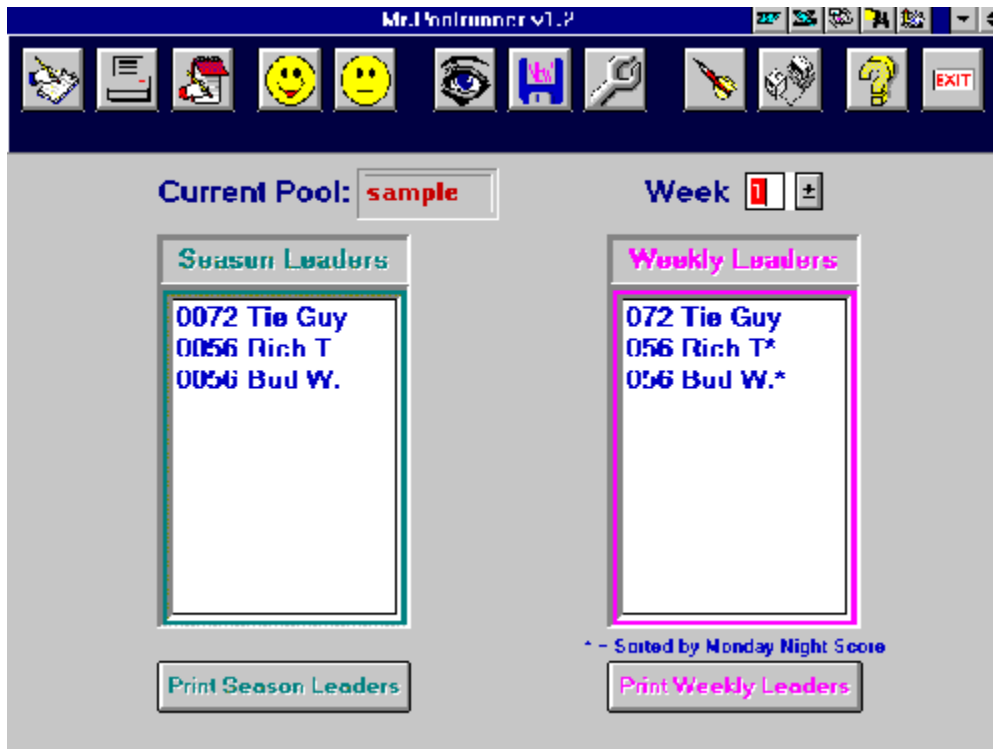 Mr.Poolrunner v1.2
New!
EXIT
Current Pool: sample
Week 1
Season Leaders
0072 Tie Guy
0056 Rich T
0056 Bud W.
Weekly Leaders
072 Tie Guy
056 Rich T*
056 Bud W.*
* - Sorted by Monday Night Score
Print Season Leaders
Print Weekly Leaders